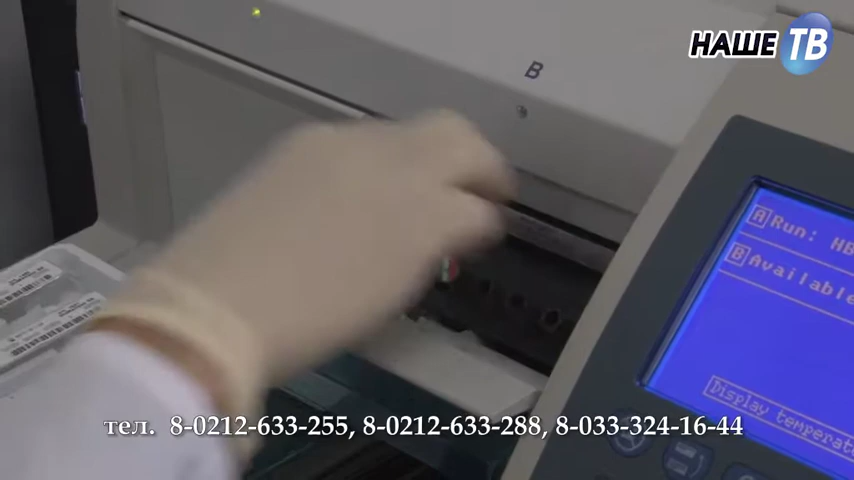 НАШЕ ТВ
B
A Run: HB
B Available
Display temperat
тел. 8-0212-633-255, 8-0212-633-288, 8-033-324-16-44